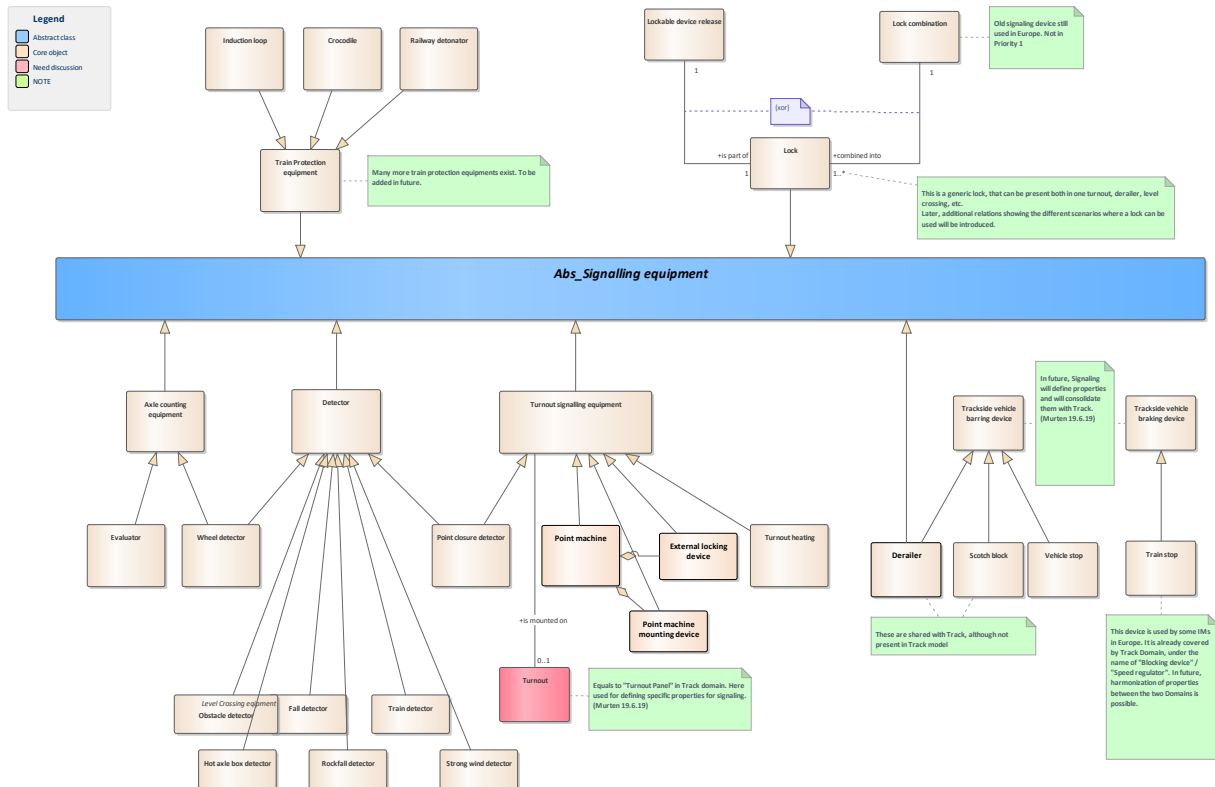 Legend
Abstract class
Core object
Need discussion
NOTE
Induction loop
Crocodile
Railway detonator
Lockable device release
Lock combination
Old signaling device still
used in Europe. Not in
Priority 1
1
1
(xor)
Train Protection
equipment
Many more train protection equipments exist. To be
added in future.
Lock
+is part of
1
+combined into
1..*
This is a generic lock, that can be present both in one turnout, derailer, level
crossing, etc.
Later, additional relations showing the different scenarios where a lock can be
used will be introduced.
Abs_Signalling equipment
Axle counting
equipment
Detector
Turnout signalling equipment
Trackside vehicle
barring device
In future, Signaling
will define properties
and will consolidate
them with Track.
(Murten 19.6.19)
Trackside vehicle
braking device
Evaluator
Wheel detector
Point closure detector
Point machine
External locking
device
Turnout heating
Derailer
Scotch block
Vehicle stop
Train stop
Point machine
mounting device
+is mounted on
0..1
These are shared with Track, although not
present in Track model
This device is used by some IMs
in Europe. It is already covered
by Track Domain, under the
name of "Blocking device" /
"Speed regulator". In future,
harmonization of properties
between the two Domains is
possible.
Turnout
Equals to "Turnout Panel" in Track domain. Here
used for defining specific properties for signaling.
(Murten 19.6.19)
Level Crossing equipment
Obstacle detector
Fall detector
Train detector
Hot axle box detector
Rockfall detector
Strong wind detector